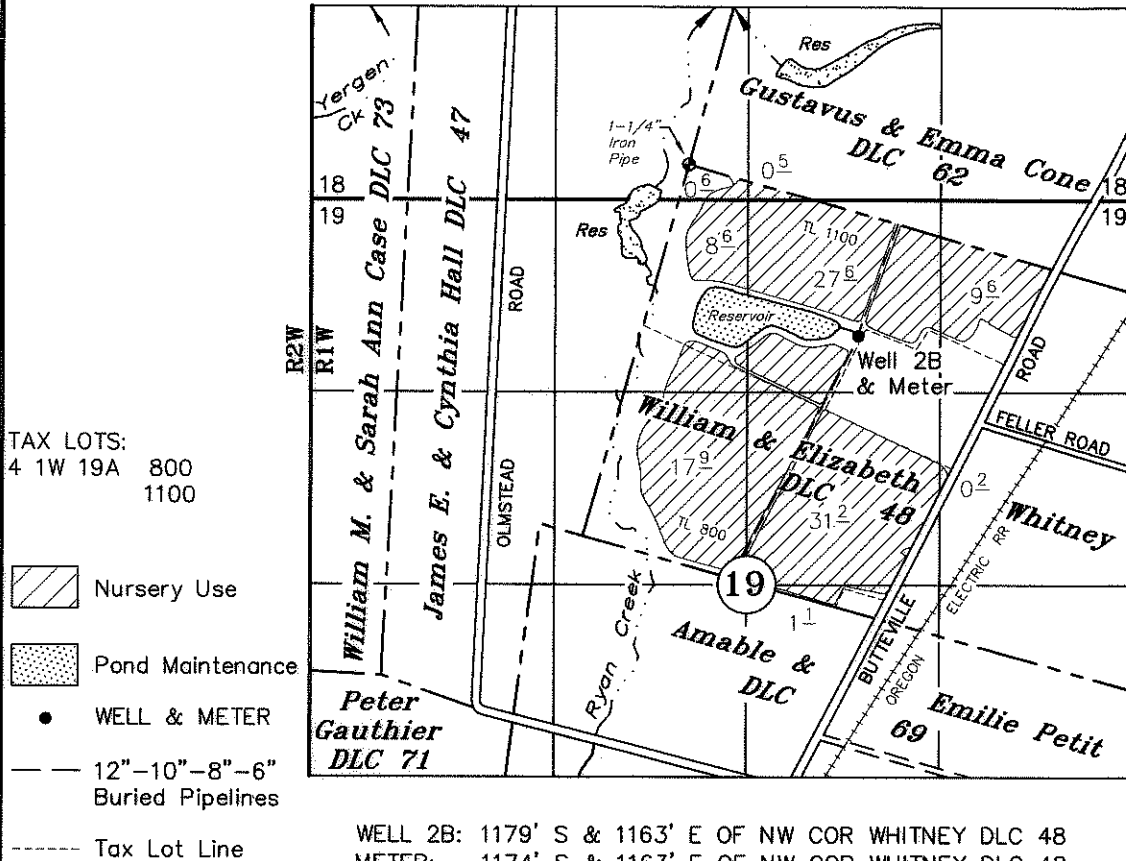 TAX LOTS:
4 1W 19A 800
1100
Nursery Use
Pond Maintenance
WELL & METER
12"-10"-8"-6"
Buried Pipelines
Tax Lot Line
Yergen
Ck
18
19
R2W
R1W
William M. & Sarah Ann Case DLC 73
James E. & Cynthia Hall DLC 47
OLMSTEAD
ROAD
Peter
Gauthier
DLC 71
Res
Gustavus & Emma Cone
DLC 62
1-1/4"
Iron
Pipe
0 6
0 5
18
19
Res
8 6
TL 1100
27 6
9 6
Reservoir
Well 2B
& Meter
ROAD
FELLER ROAD
William & Elizabeth
DLC 48
Whitney
17 9
31 2
0 2
TL 800
19
1 1
Ryan Creek
Amable &
DLC
Emilie Petit
69
BUTTEVILLE
OREGON ELECTRIC RR
WELL 2B: 1179' S & 1163' E OF NW COR WHITNEY DLC 48
METER: 1174' S & 1163' E OF NW COR WHITNEY DLC 48